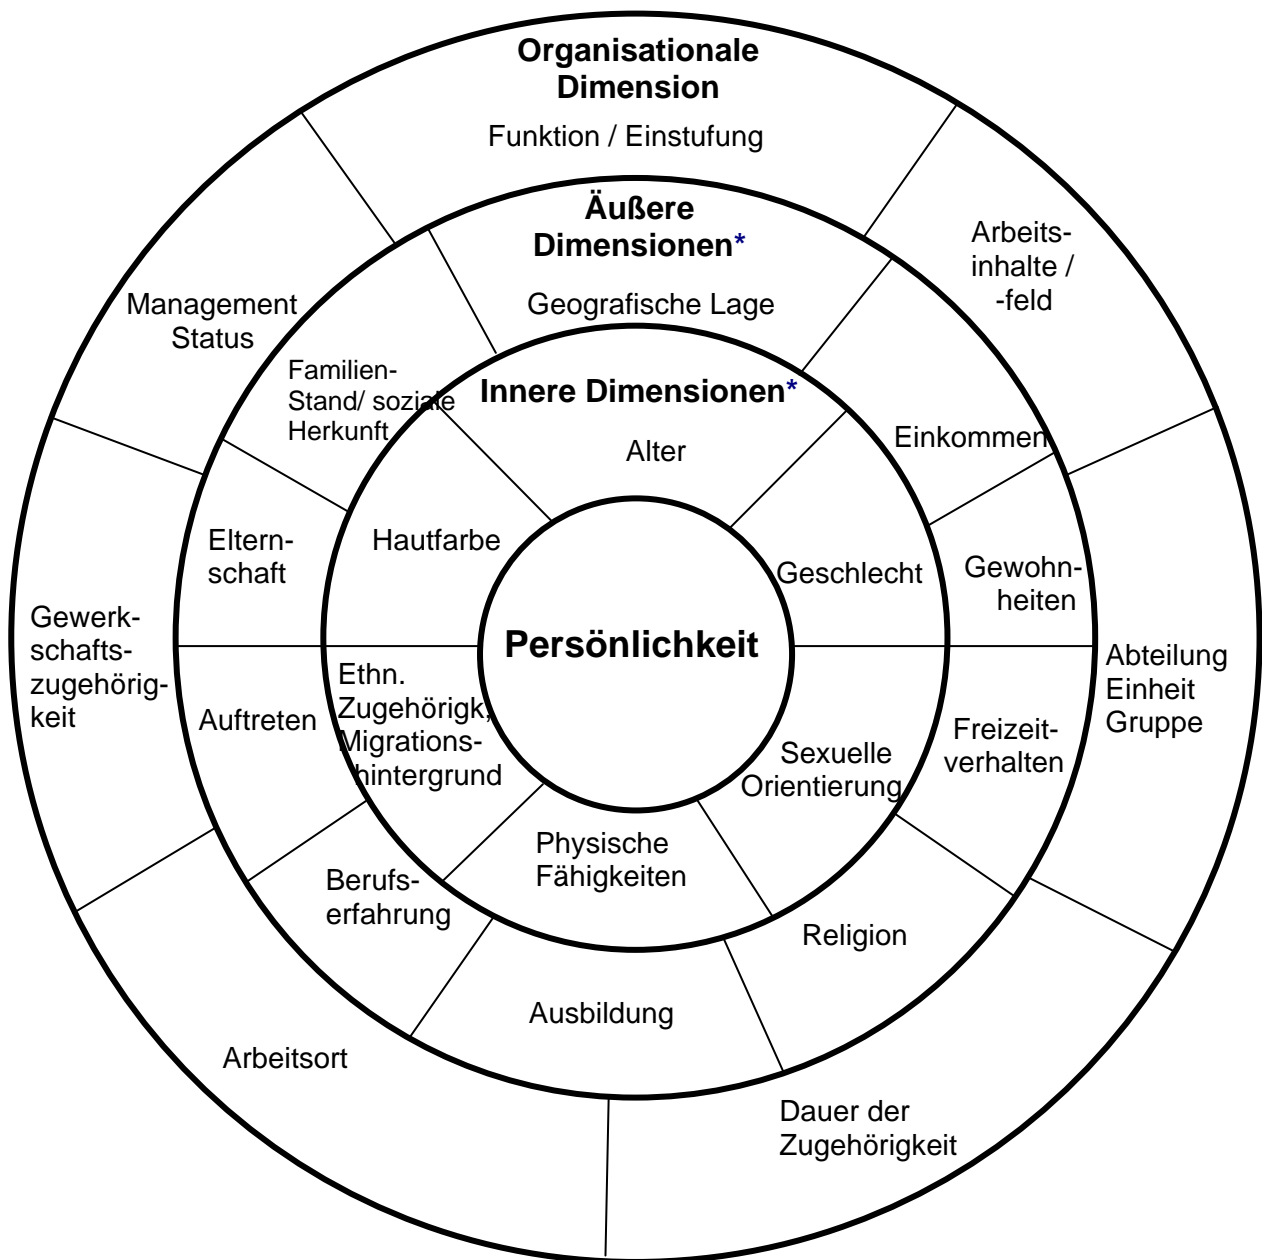 Organisationale
Dimension
Funktion / Einstufung
Äußere
Dimensionen*
Geografische Lage
Innere Dimensionen*
Alter
Persönlichkeit
Arbeits-
inhalte /
-feld
Abteilung
Einheit
Gruppe
Dauer der
Zugehörigkeit
Arbeitsort
Gewerk-
schafts-
zugehörig-
keit
Management
Status
Einkommen
Gewohn-
heiten
Freizeit-
verhalten
Religion
Ausbildung
Berufs-
erfahrung
Auftreten
Eltern-
schaft
Familien-
Stand/ soziale
Herkunft
Geschlecht
Sexuelle
Orientierung
Physische
Fähigkeiten
Ethn.
Zugehörigk,
Migrations-
hintergrund
Hautfarbe